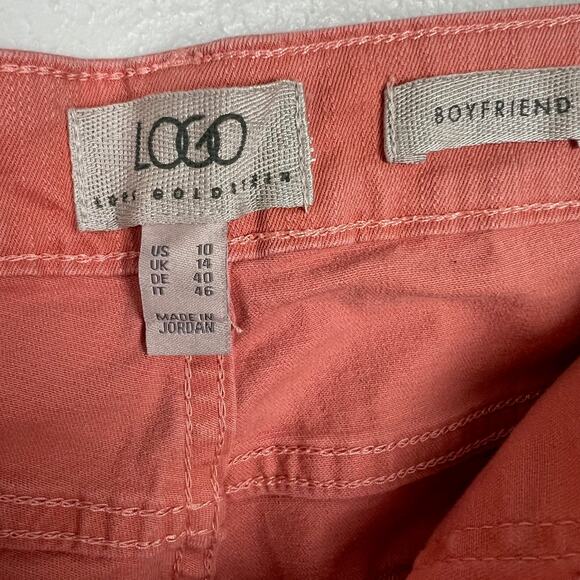 LOGO
LORI GOLDSTEIN
BOYFRIEND
US 10
UK 14
DE 40
IT 46
MADE IN
JORDAN